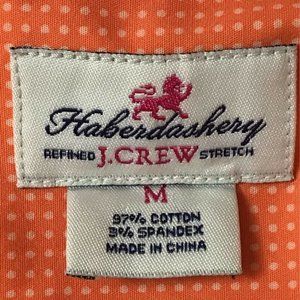 Haberdashery
REFINED J.CREW STRETCH
M
97% COTTON
3% SPANDEX
MADE IN CHINA